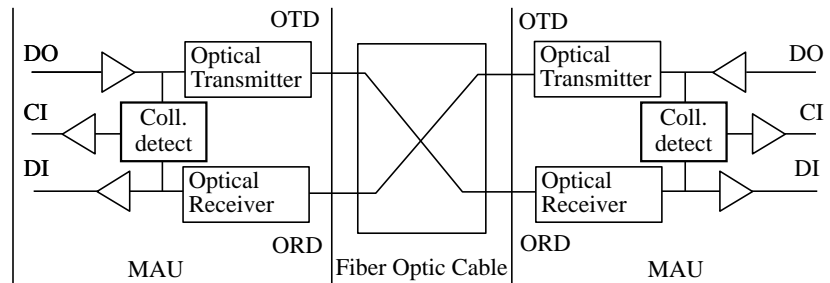 OTD
OTD
DO
Optical
Transmitter
Optical
Transmitter
DO
CI
Coll.
detect
Coll.
detect
CI
DI
Optical
Receiver
Optical
Receiver
DI
ORD
ORD
MAU
Fiber Optic Cable
MAU